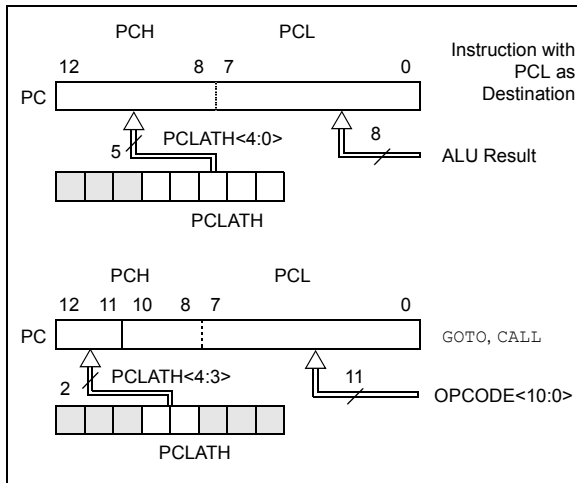 PCH PCL
12 8 7 0
Instruction with
PCL as
Destination
PC
5 PCLATH<4:0>
8
ALU Result
PCLATH
PCH PCL
12 11 10 8 7 0
PC
GOTO, CALL
2 PCLATH<4:3>
11
OPCODE<10:0>
PCLATH